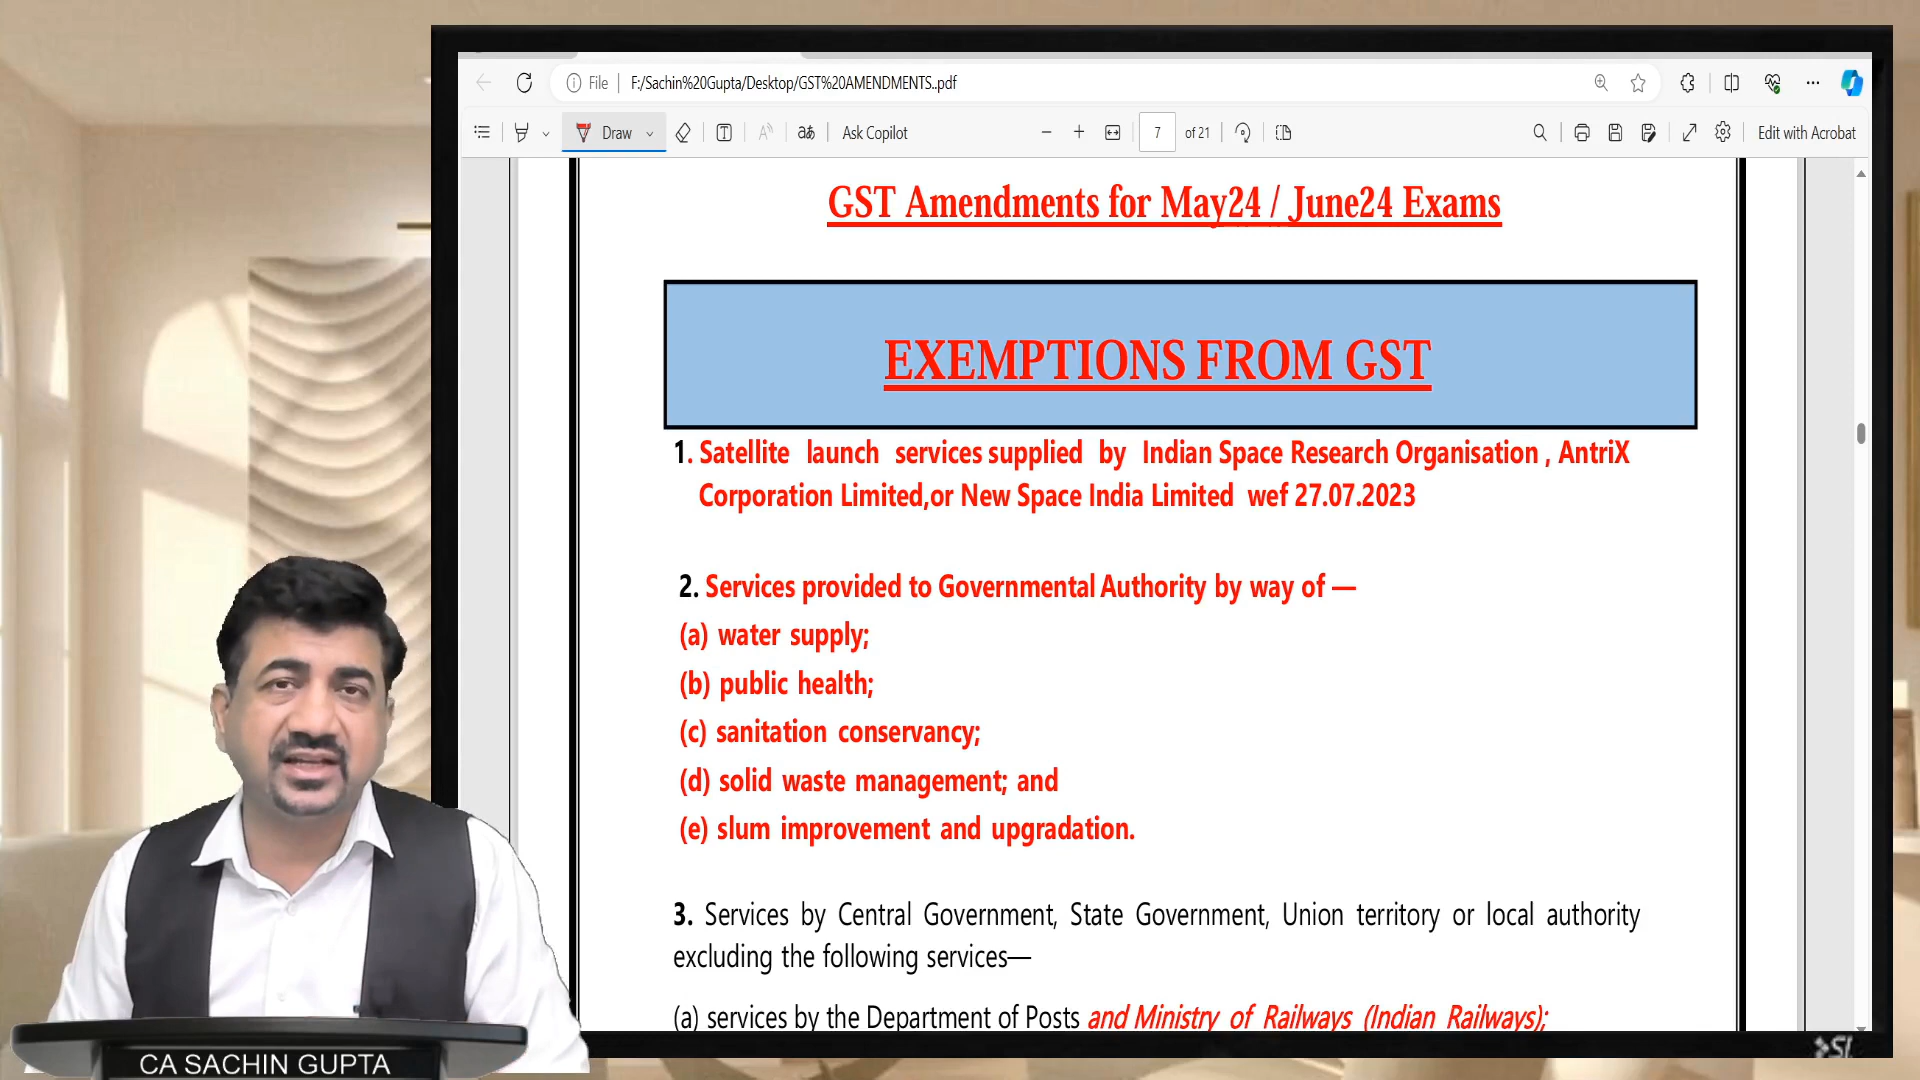 File F:/Sachin%20Gupta/Desktop/GST%20AMENDMENTS..pdf
Draw aあ Ask Copilot 7 of 21 Edit with Acrobat
GST Amendments for May24 / June24 Exams
EXEMPTIONS FROM GST
1. Satellite launch services supplied by Indian Space Research Organisation , AntriX
Corporation Limited,or New Space India Limited wef 27.07.2023
2. Services provided to Governmental Authority by way of —
(a) water supply;
(b) public health;
(c) sanitation conservancy;
(d) solid waste management; and
(e) slum improvement and upgradation.
3. Services by Central Government, State Government, Union territory or local authority
excluding the following services—
(a) services by the Department of Posts and Ministry of Railways (Indian Railways);
CA SACHIN GUPTA